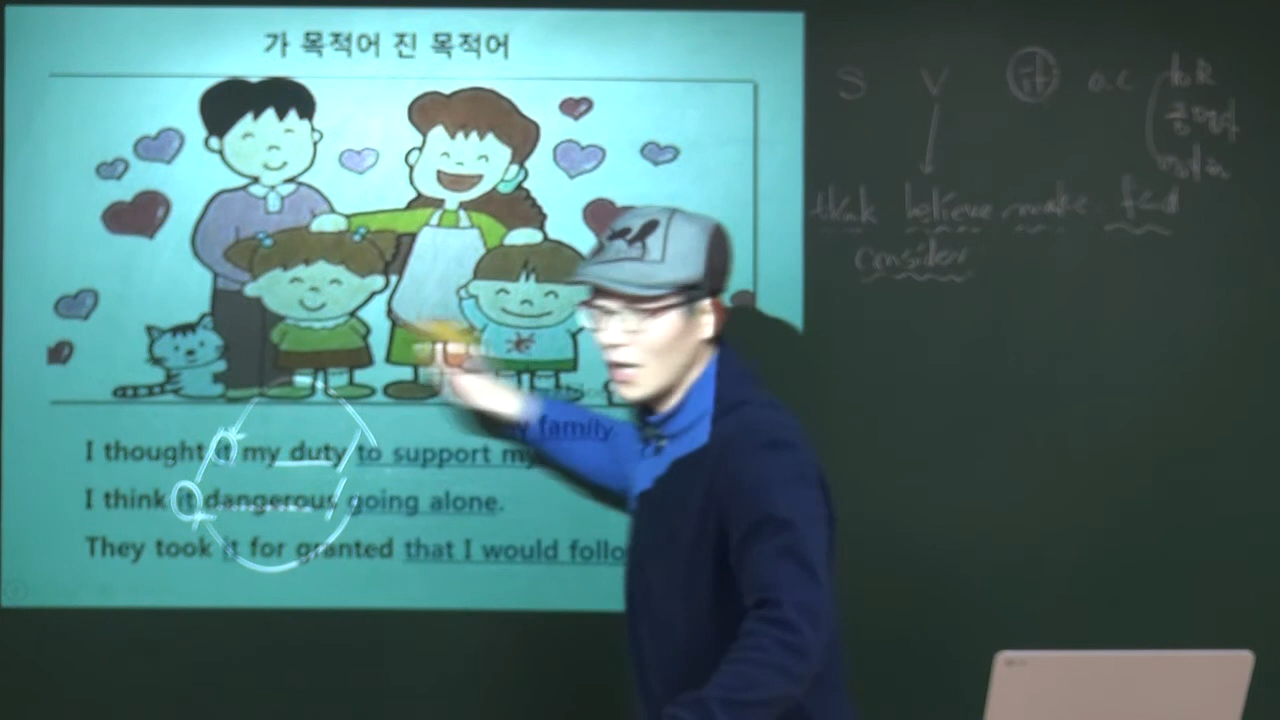 가 목적어 진 목적어
I thought it my duty to support my family
I think it dangerous going alone.
They took it for granted that I would follo
S V it o.c
think believe make find
consider